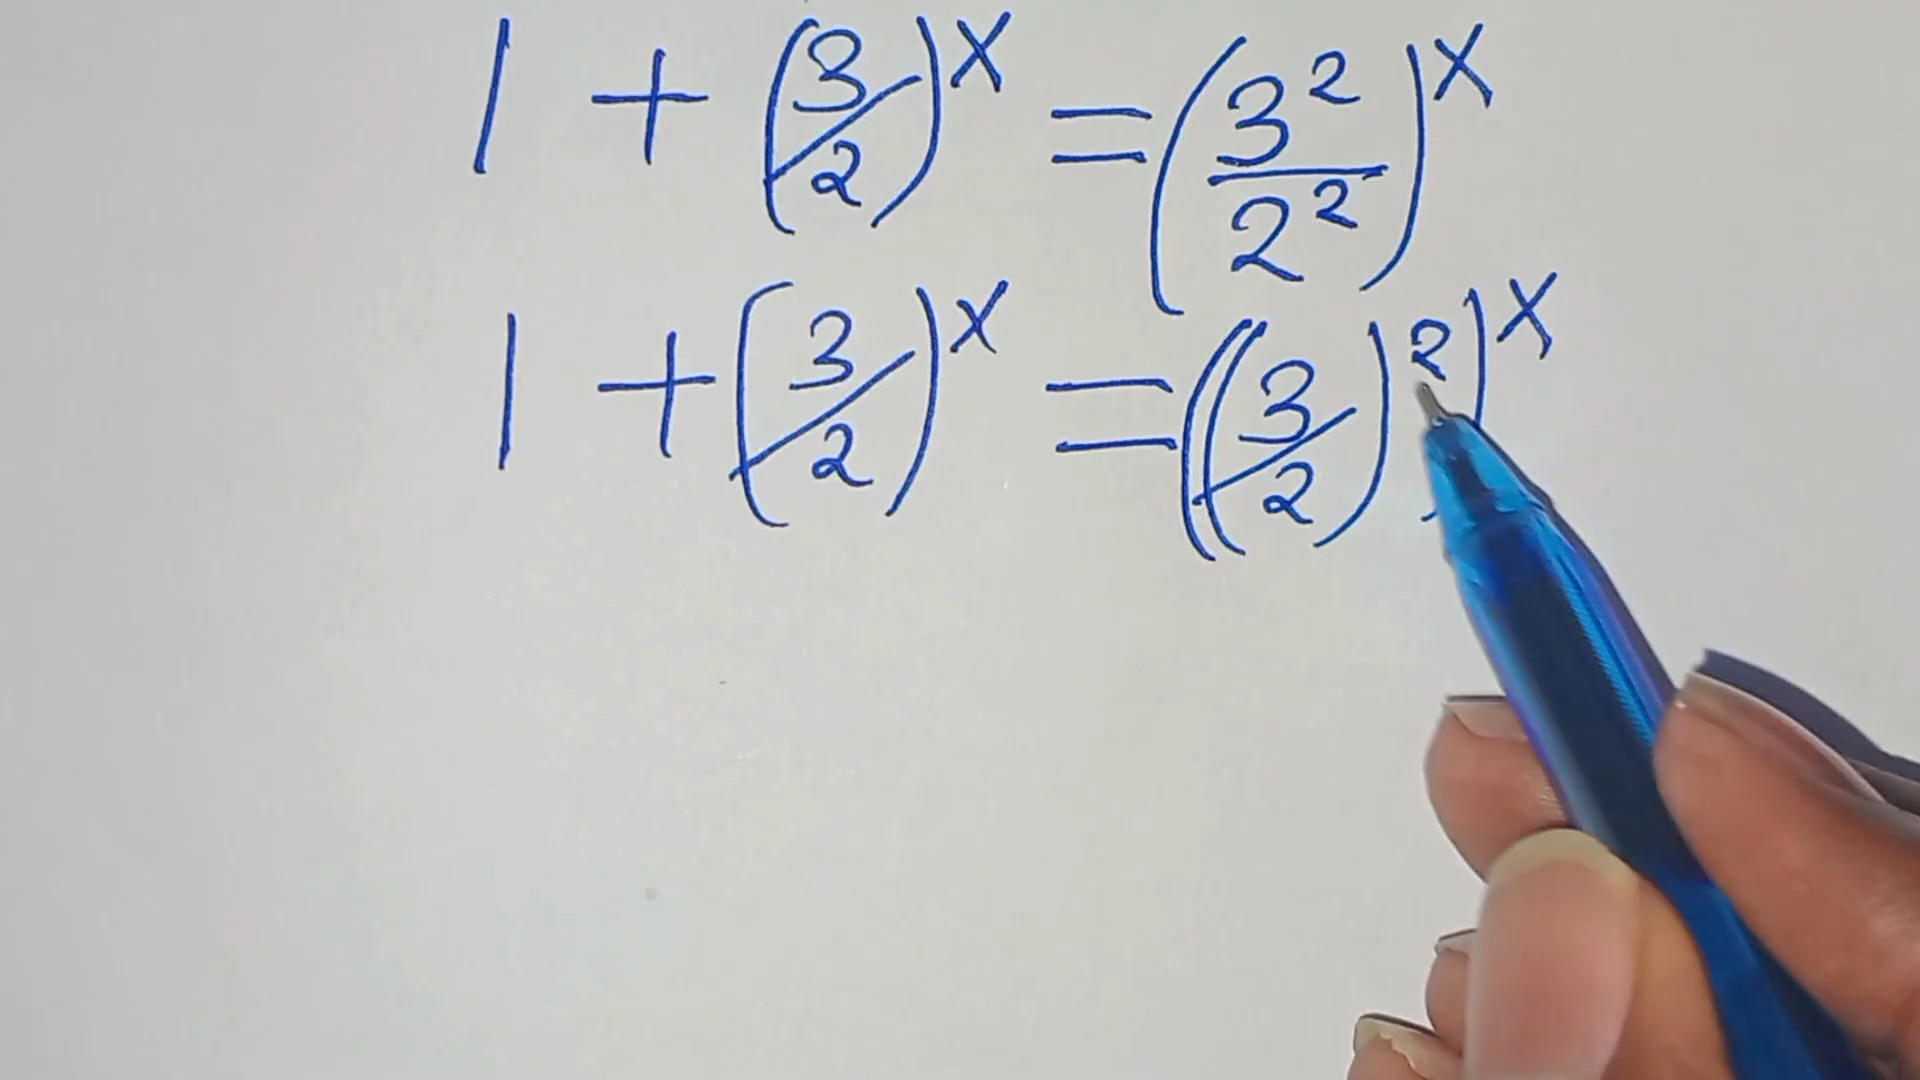 1 + (3/2)^x = (3^2/2^2)^x
1 + (3/2)^x = ((3/2)^2)^x